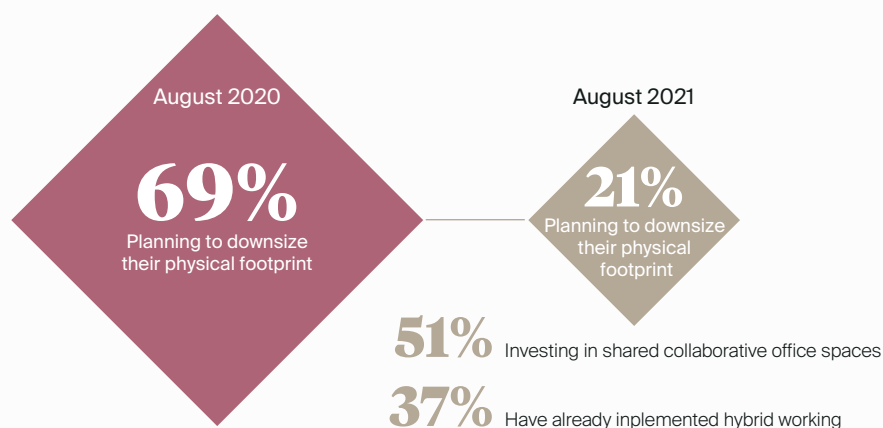 August 2020
69%
Planning to downsize
their physical footprint
August 2021
21%
Planning to downsize
their physical
footprint
51% Investing in shared collaborative office spaces
37% Have already inplemented hybrid working